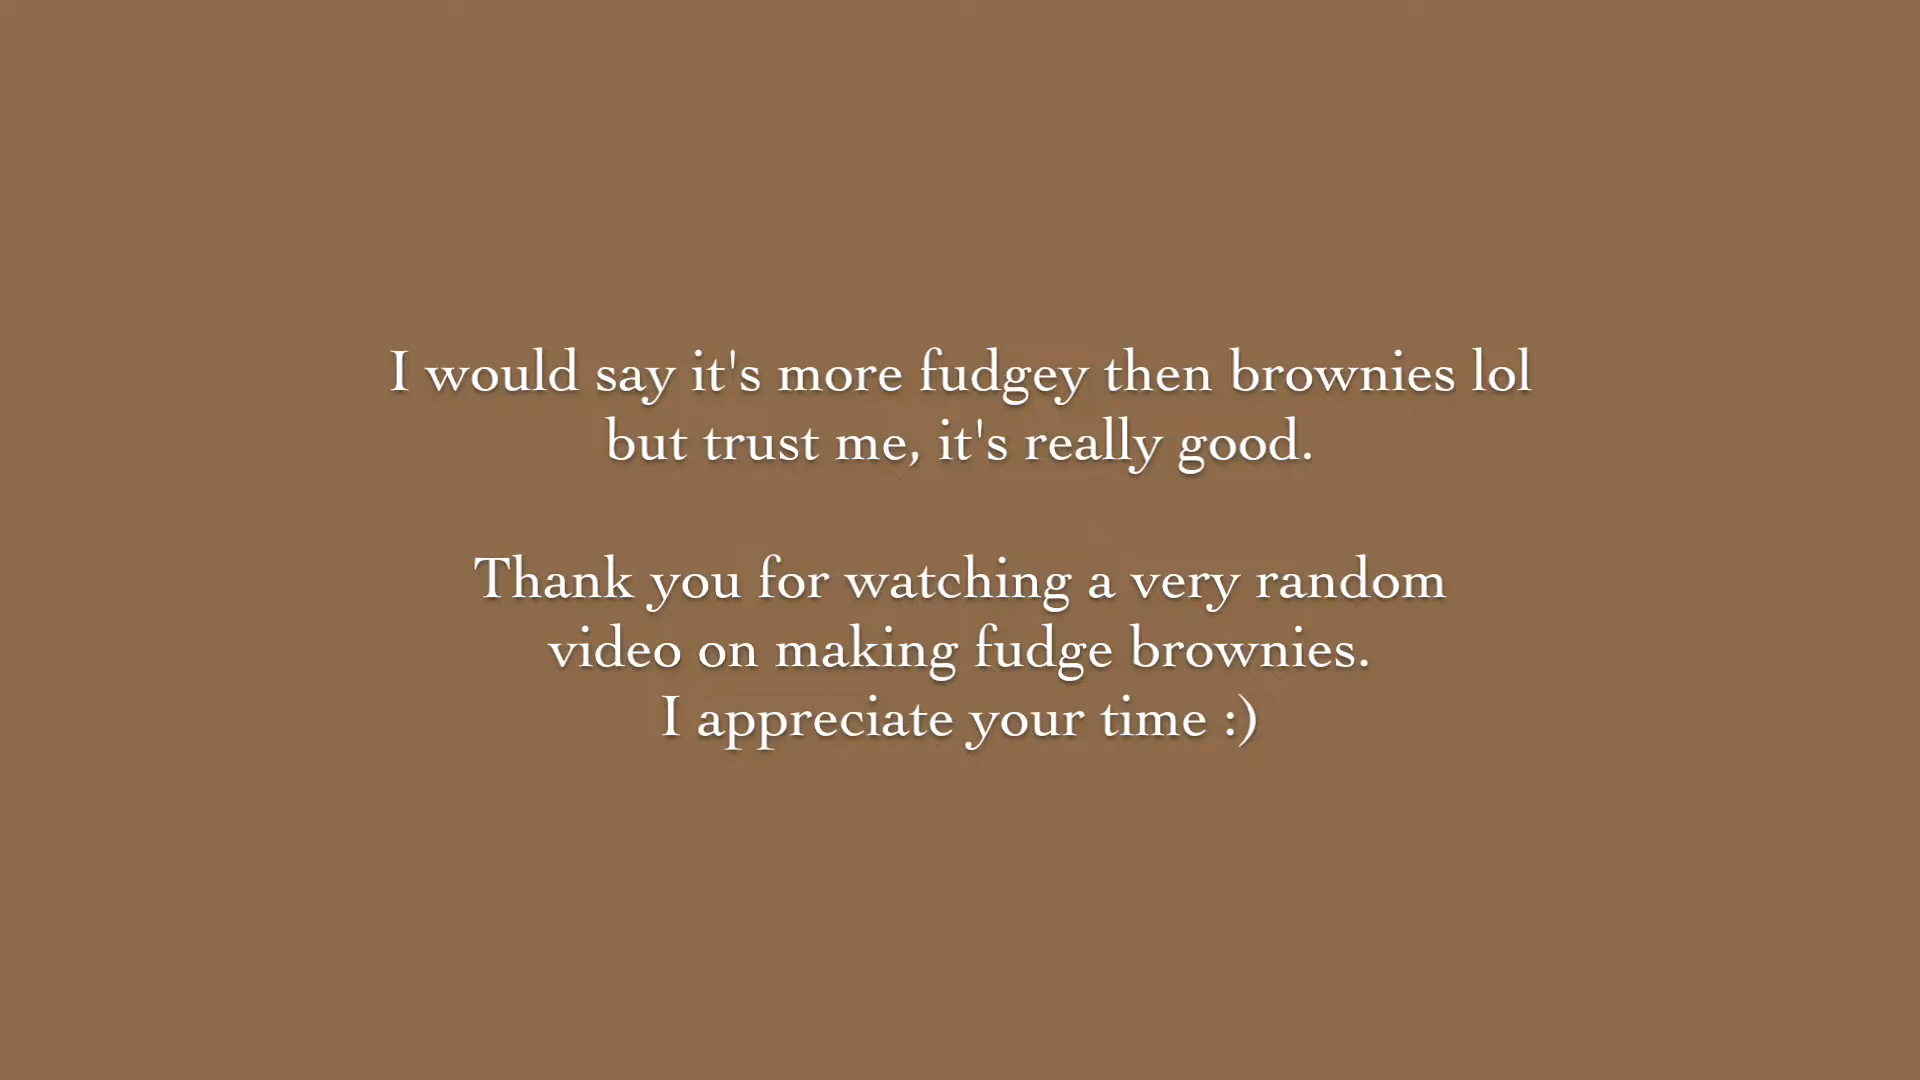 I would say it's more fudgey then brownies lol
but trust me, it's really good.
Thank you for watching a very random
video on making fudge brownies.
I appreciate your time :)